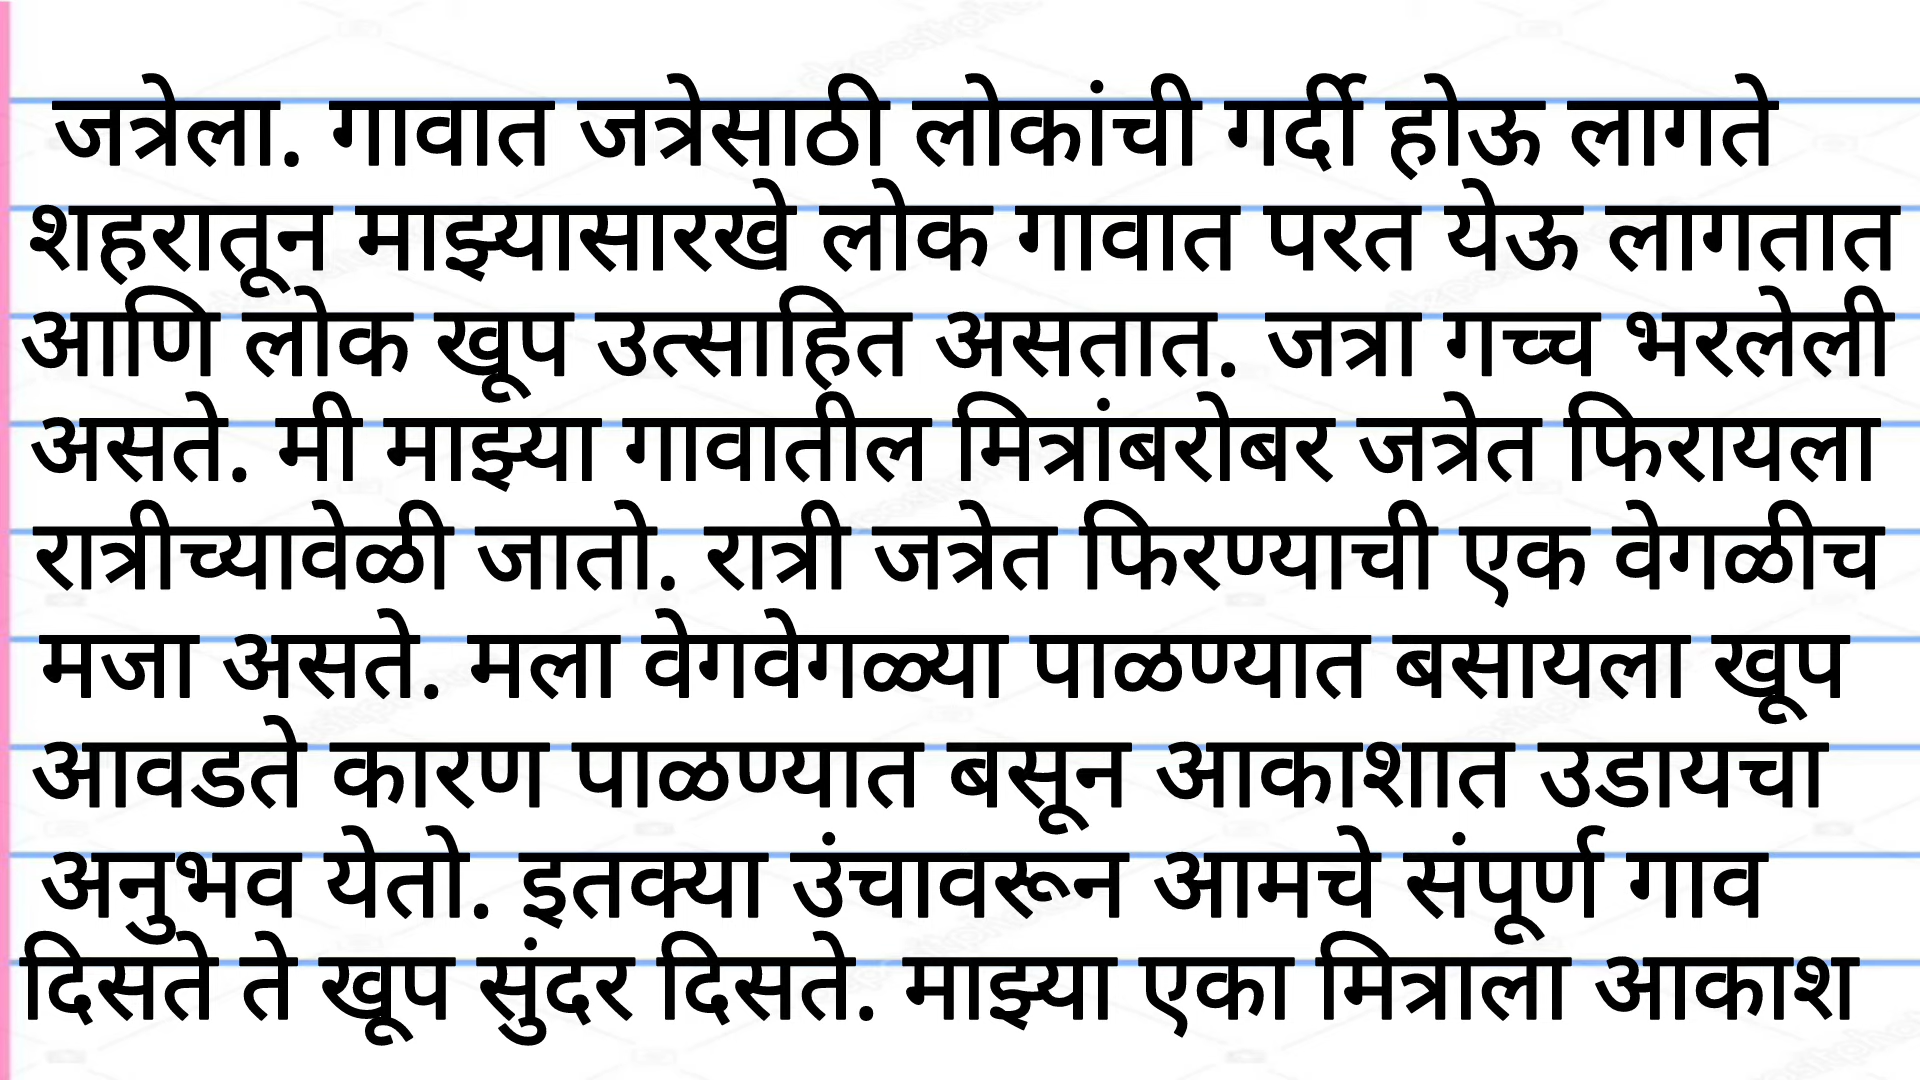 जत्रेला. गावात जत्रेसाठी लोकांची गर्दी होऊ लागते
शहरातून माझ्यासारखे लोक गावात परत येऊ लागतात
आणि लोक खूप उत्साहित असतात. जत्रा गच्च भरलेली
असते. मी माझ्या गावातील मित्रांबरोबर जत्रेत फिरायला
रात्रीच्यावेळी जातो. रात्री जत्रेत फिरण्याची एक वेगळीच
मजा असते. मला वेगवेगळ्या पाळण्यात बसायला खूप
आवडते कारण पाळण्यात बसून आकाशात उडायचा
अनुभव येतो. इतक्या उंचावरून आमचे संपूर्ण गाव
दिसते ते खूप सुंदर दिसते. माझ्या एका मित्राला आकाश